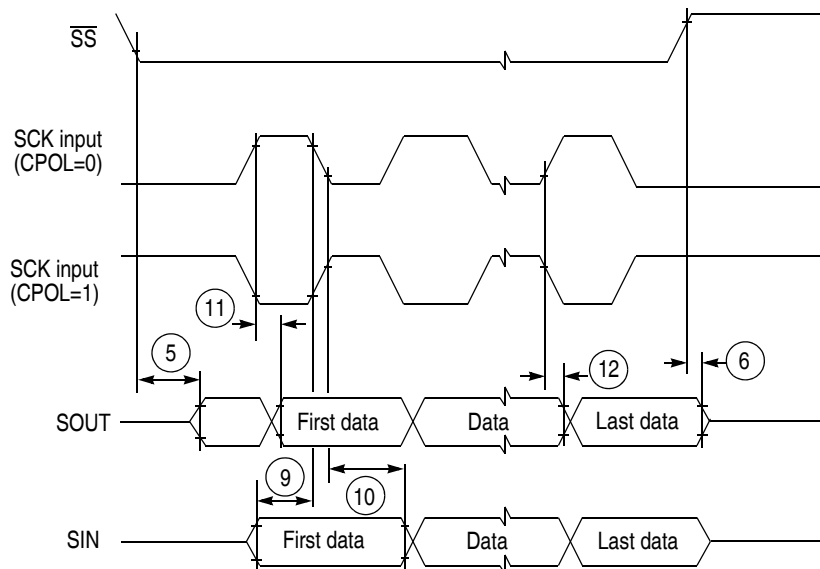 SS
SCK input
(CPOL=0)
SCK input
(CPOL=1)
11
5
12
6
SOUT
First data
Data
Last data
9
10
SIN
First data
Data
Last data